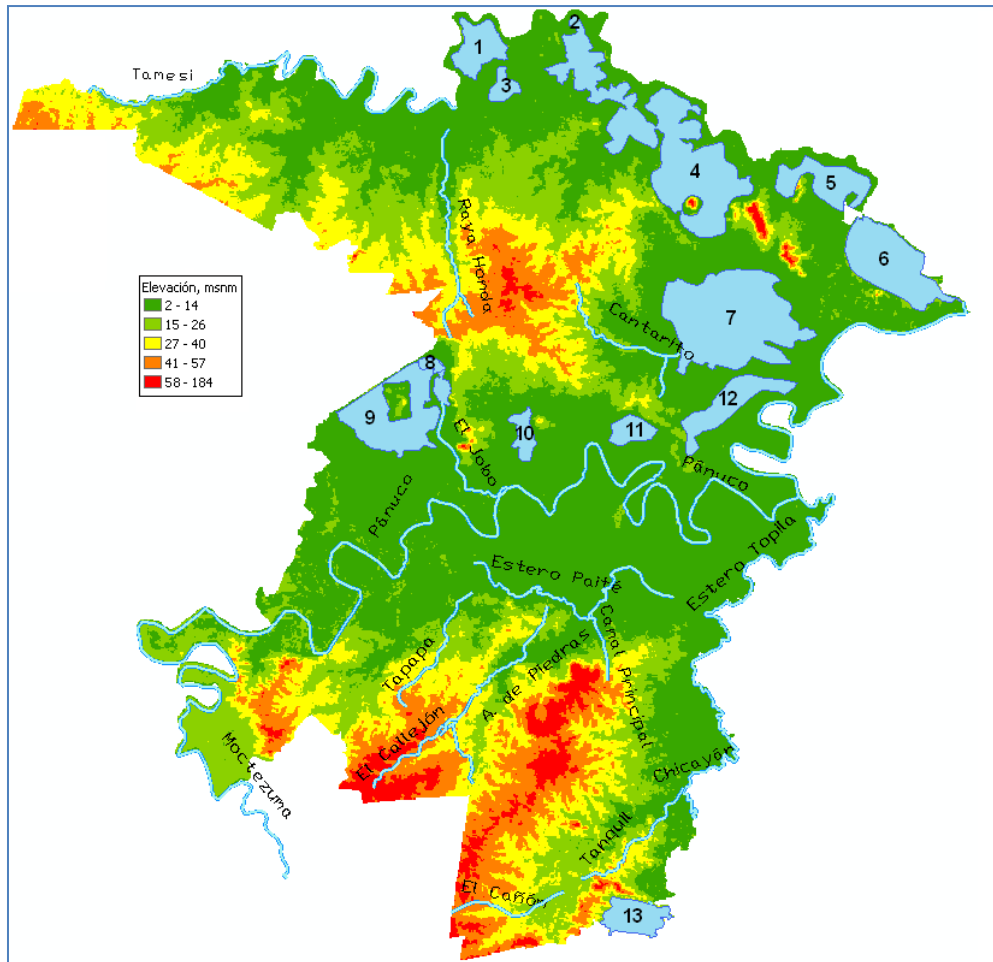 1
2
3
Tamesi
4
5
6
Raya Honda
Elevación, msnm
2 - 14
15 - 26
27 - 40
41 - 57
58 - 184
7
Cantarito
8
9
10
11
12
El Jobo
Pánuco
Pánuco
Estero Topila
Estero Paité
Canal Principal
Tapapa
A. de Piedras
El Callejón
Moctezuma
Chicayán
Tanquil
El Cañón
13